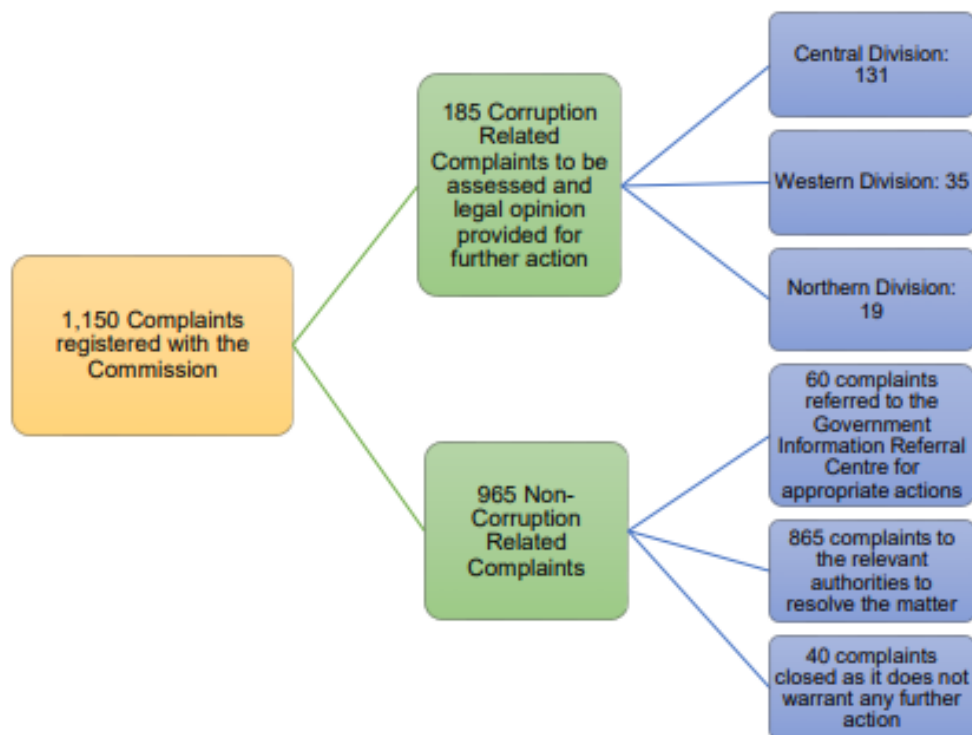 1,150 Complaints
registered with the
Commission
185 Corruption
Related
Complaints to be
assessed and
legal opinion
provided for
further action
Central Division:
131
Western Division: 35
Northern Division:
19
965 Non-
Corruption
Related
Complaints
60 complaints
referred to the
Government
Information Referral
Centre for
appropriate actions
865 complaints to
the relevant
authorities to
resolve the matter
40 complaints
closed as it does not
warrant any further
action